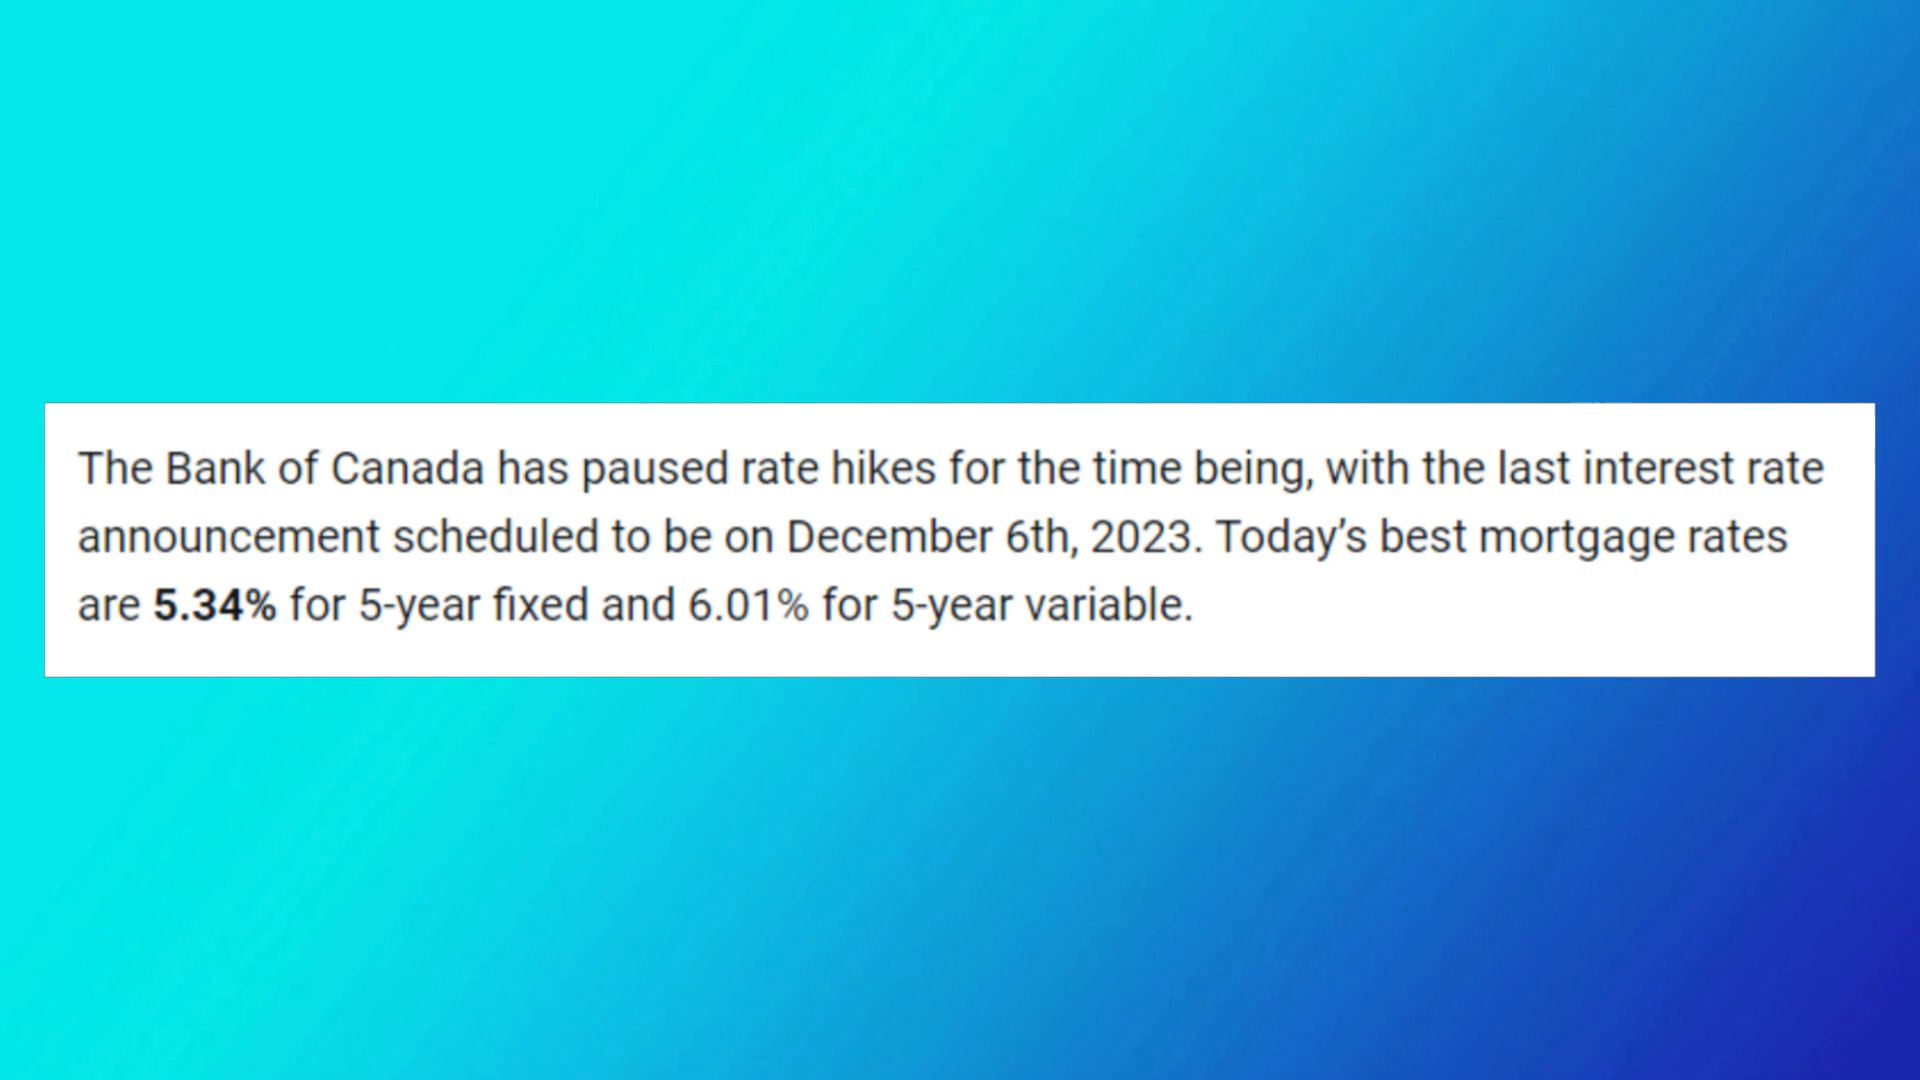 The Bank of Canada has paused rate hikes for the time being, with the last interest rate
announcement scheduled to be on December 6th, 2023. Today’s best mortgage rates
are 5.34% for 5-year fixed and 6.01% for 5-year variable.